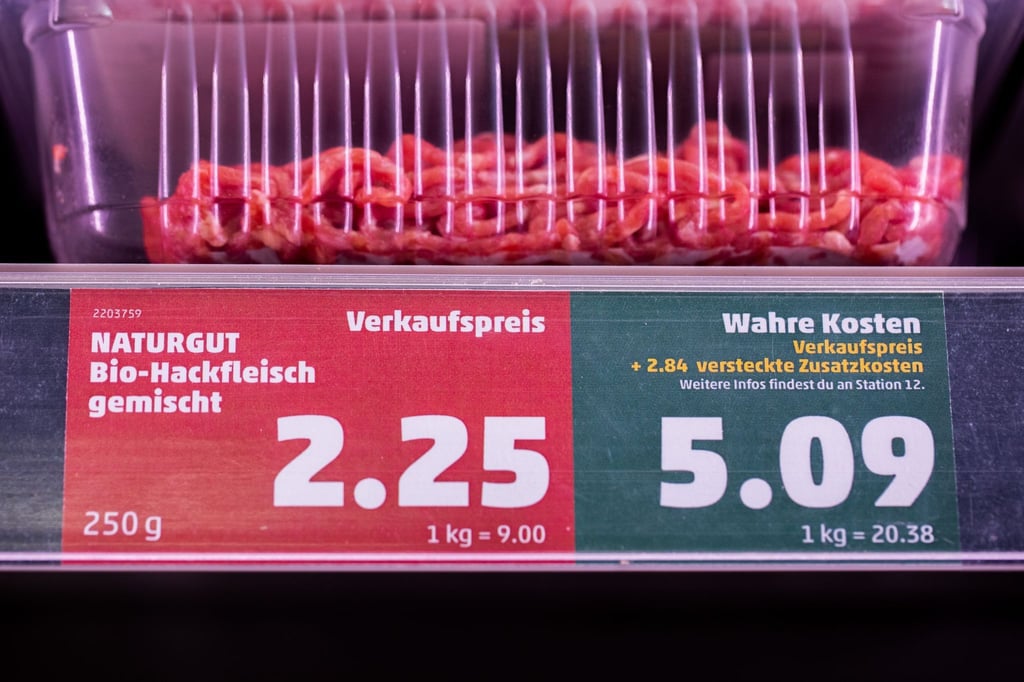 2203759
NATURGUT
Bio-Hackfleisch
gemischt
Verkaufspreis
2.25
250 g
1 kg = 9.00
Wahre Kosten
Verkaufspreis
+ 2.84 versteckte Zusatzkosten
Weitere Infos findest du an Station 12.
5.09
1 kg = 20.38